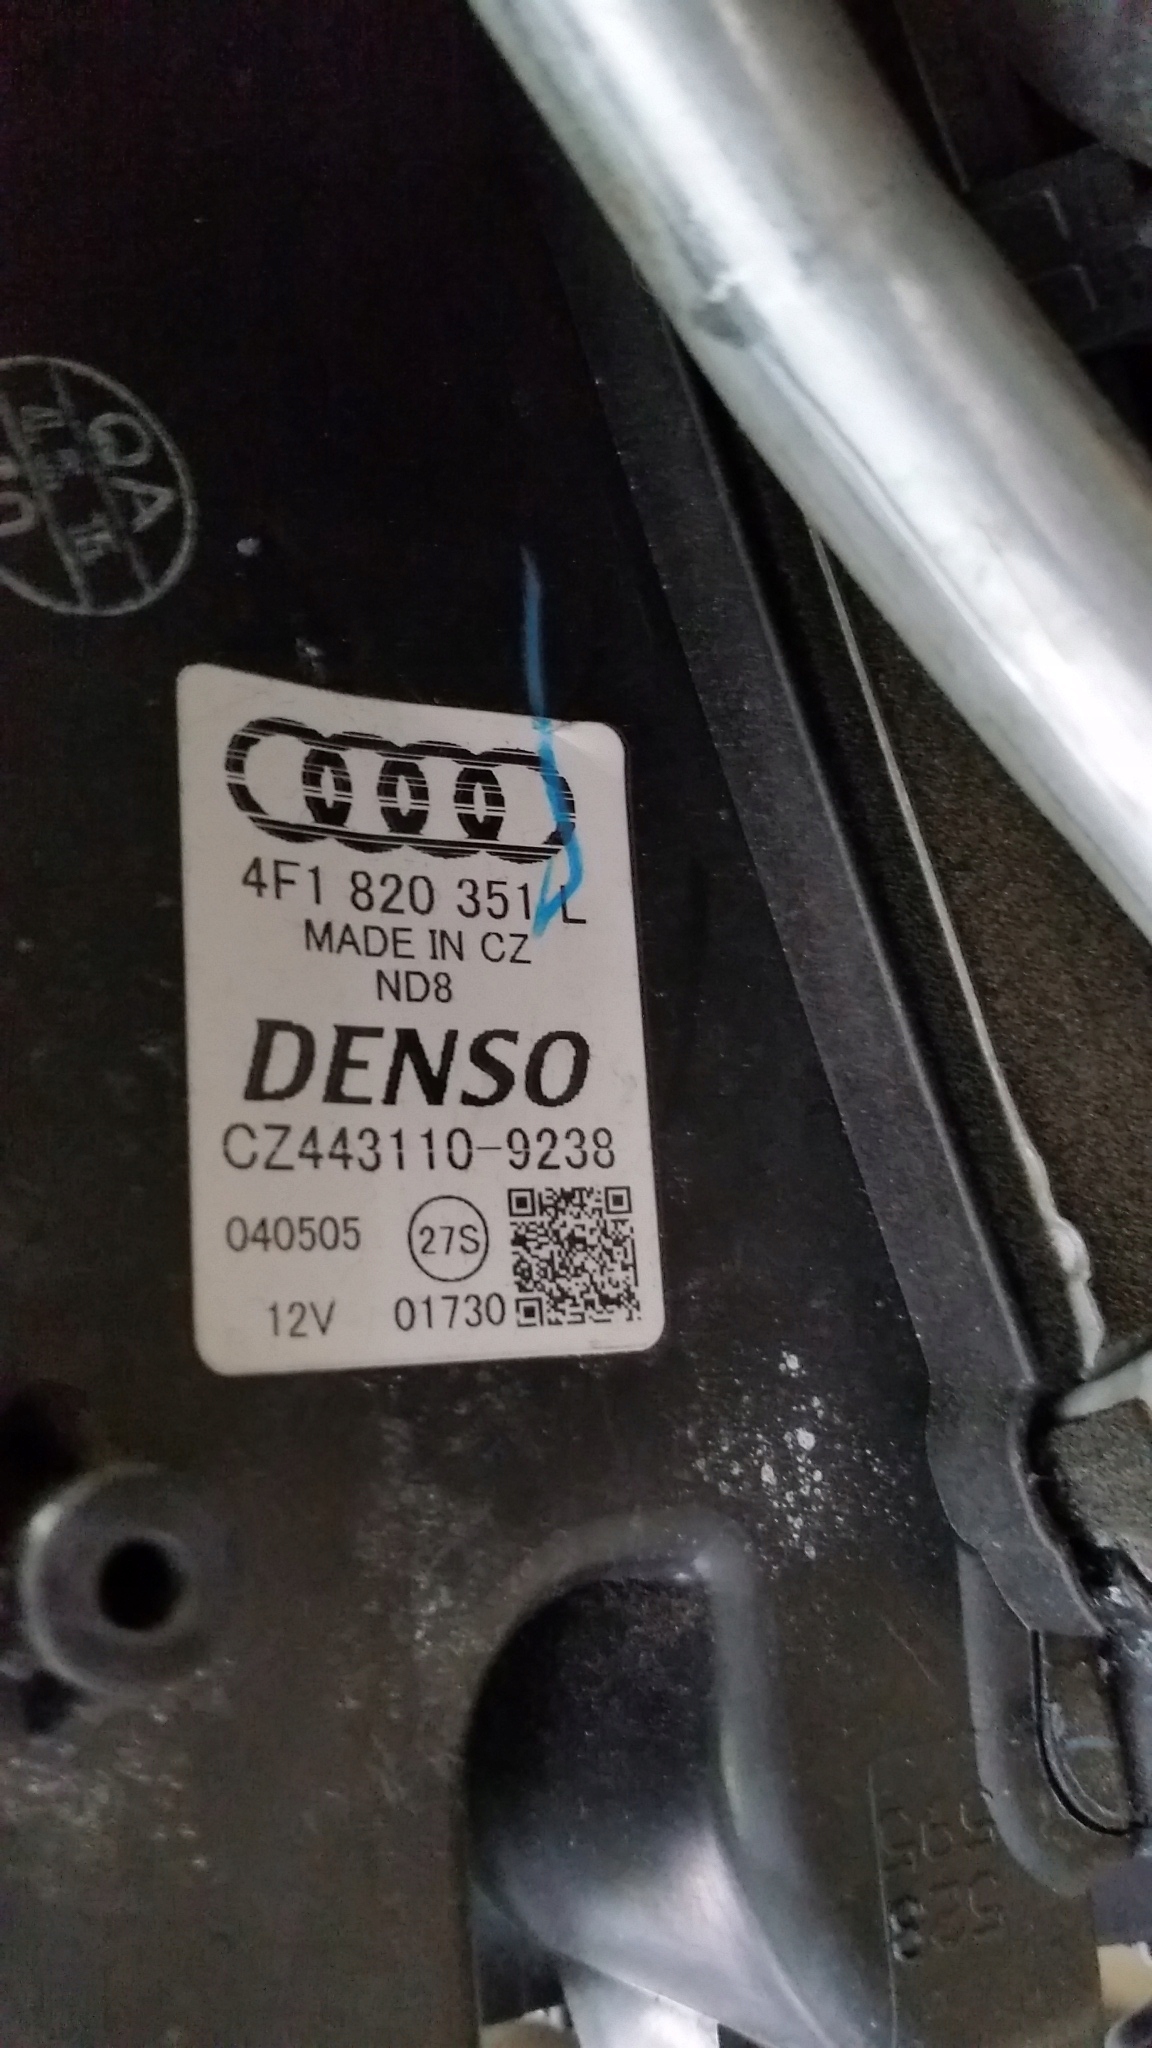 QA
4F1 820 351 L
MADE IN CZ
ND8
DENSO
CZ443110-9238
040505
27S
12V
01730